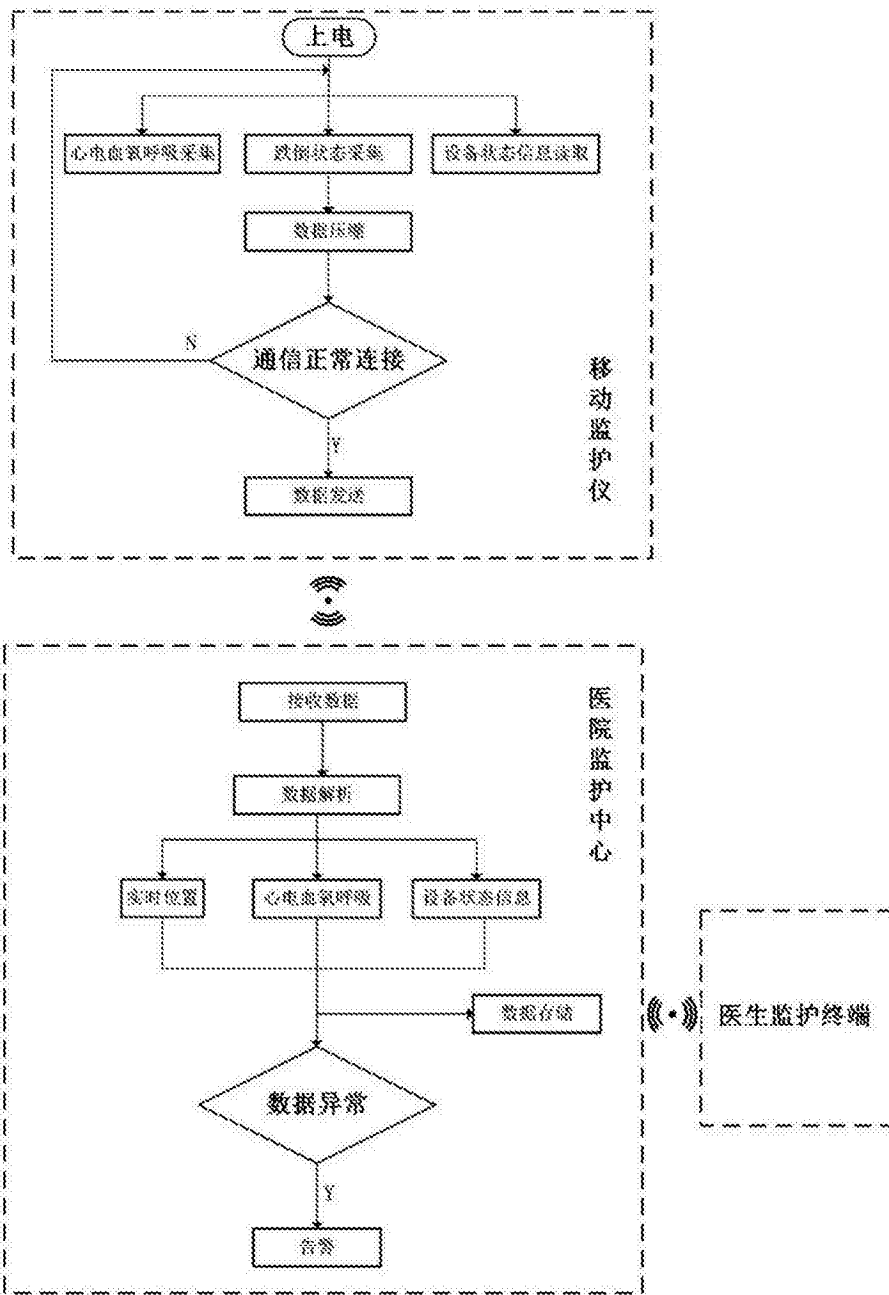 上电
心电血氧呼吸采集
跌倒状态采集
设备状态信息读取
数据压缩
通信正常连接
N
Y
数据发送
移动监护仪
接收数据
数据解析
实时位置
心电血氧呼吸
设备状态信息
数据存储
数据异常
Y
告警
医院监护中心
医生监护终端